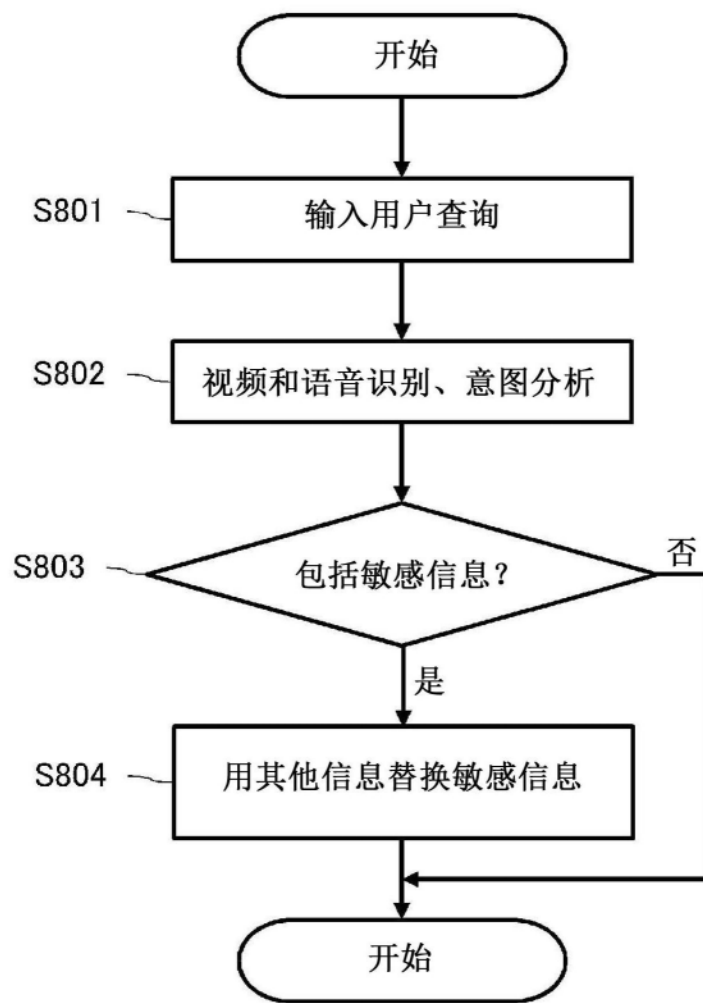 开始
S801
输入用户查询
S802
视频和语音识别、意图分析
S803
包括敏感信息？
否
是
S804
用其他信息替换敏感信息
开始